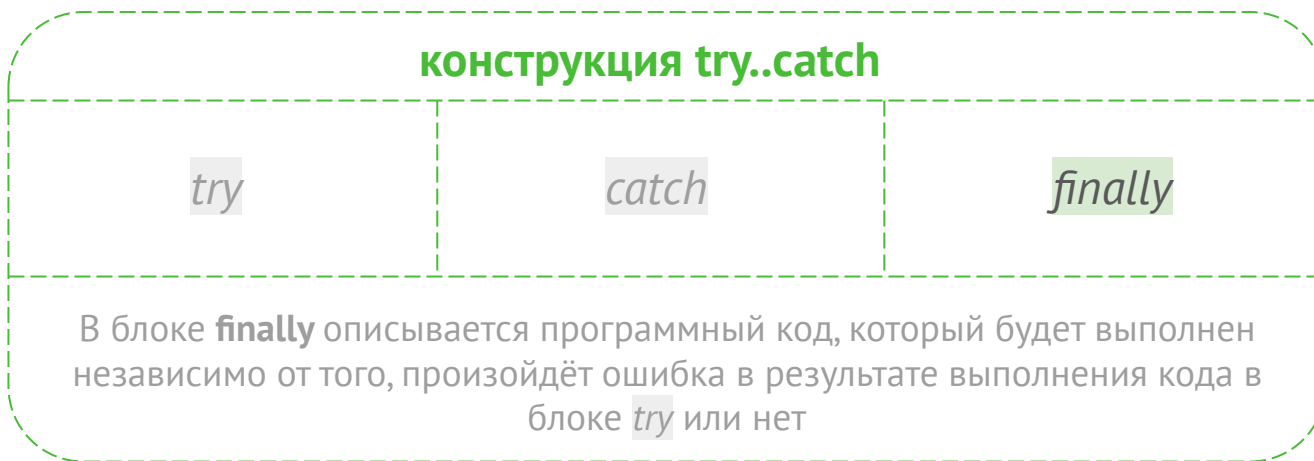 конструкция try..catch
try
catch
finally
В блоке finally описывается программный код, который будет выполнен
независимо от того, произойдёт ошибка в результате выполнения кода в
блоке try или нет